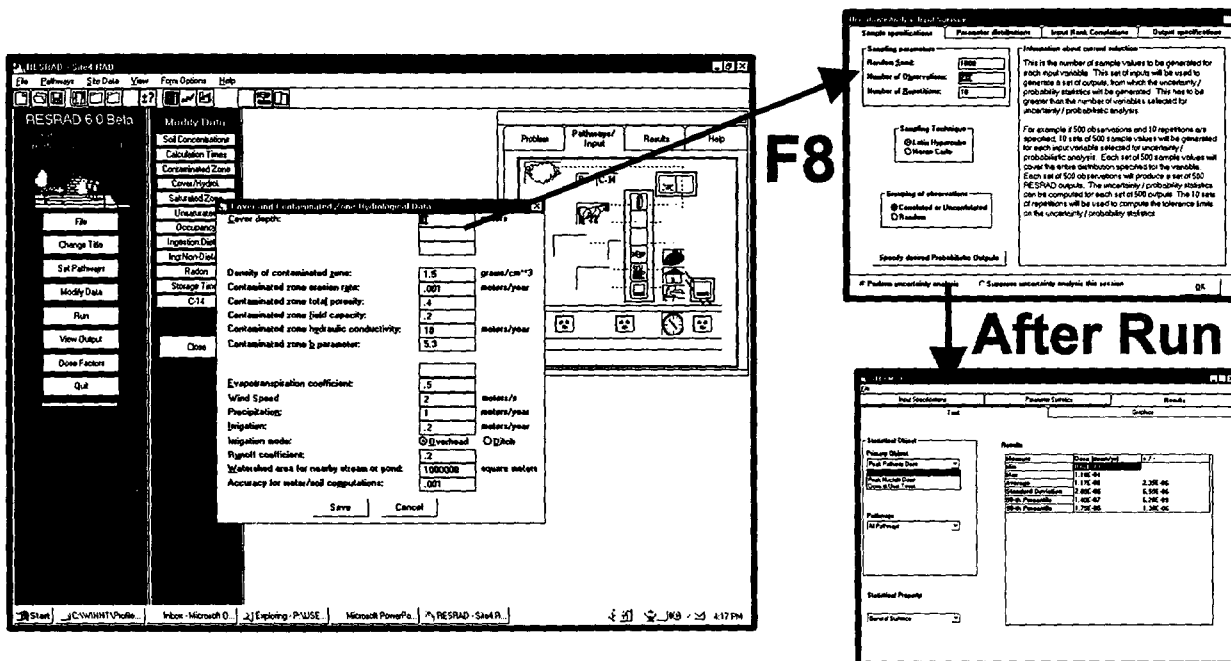 RESRAD - Site4.RAD
File Pathways Site Data View Form Options Help
RESRAD 6.0 Beta
File
Change Title
Set Pathways
Modify Data
Run
View Output
Dose Factors
Quit
Modify Data
Soil Concentrations
Calculation Times
Contaminated Zone
Cover/Hydrol
Saturated Zone
Unsaturated
Occupancy
Ingestion Diet
Ing:Non-Diet
Radon
Storage Time
C-14
Close
Problem
Pathways/
Input
Results
Help
Cover and Contaminated Zone Hydrological Data
Cover depth:
meters
Density of contaminated zone: 1.5 grams/cm**3
Contaminated zone erosion rate: .001 meters/year
Contaminated zone total porosity: .4
Contaminated zone field capacity: .2
Contaminated zone hydraulic conductivity: 10 meters/year
Contaminated zone b parameter: 5.3
Evapotranspiration coefficient: .5
Wind Speed 2 meters/s
Precipitation: 1 meters/year
Irrigation: .2 meters/year
Irrigation mode: Overhead Ditch
Runoff coefficient: .2
Watershed area for nearby stream or pond: 1000000 square meters
Accuracy for water/soil computations: .001
Save Cancel
Start C:\WINNT\Profile... Inbox - Microsoft O... Exploring - P:\USE... Microsoft PowerPo... RESRAD - Site4.R... 4:17 PM
F8
Sample specifications Parameter distributions Input Rank Correlations Output specifications
Sampling parameters
Random Seed: 1000
Number of Observations:
Number of Repetitions: 10
Sampling Technique
Latin Hypercube
Monte Carlo
Grouping of observations
Correlated or Uncorrelated
Random
Specify desired Probabilistic Outputs
Information about current selection
This is the number of sample values to be generated for
each input variable. This set of inputs will be used to
generate a set of outputs, from which the uncertainty/
probability statistics will be generated. This has to be
greater than the number of variables selected for
uncertainty / probabilistic analysis.
For example if 500 observations and 10 repetitions are
specified, 10 sets of 500 sample values will be generated
for each input variable selected for uncertainty /
probabilistic analysis. Each set of 500 sample values will
cover the entire distribution specified for the variable.
Each set of 500 observations will produce a set of 500
RESRAD outputs. The uncertainty / probability statistics
can be computed for each set of 500 outputs. The 10 sets
of repetitions will be used to compute the tolerance limits
on the uncertainty / probability statistics
Perform uncertainty analysis Suppress uncertainty analysis this session OK
After Run
Input Specifications Parameter Statistics Results
Text Graphics
Statistical Object
Primary Object
Peak Pathway Dose
Peak Nuclide Dose
Pathways
All Pathways
Statistical Property
General Summary
Results
Measure Dose (mrem/yr) + / -
Min
Max
Average
Standard Deviation